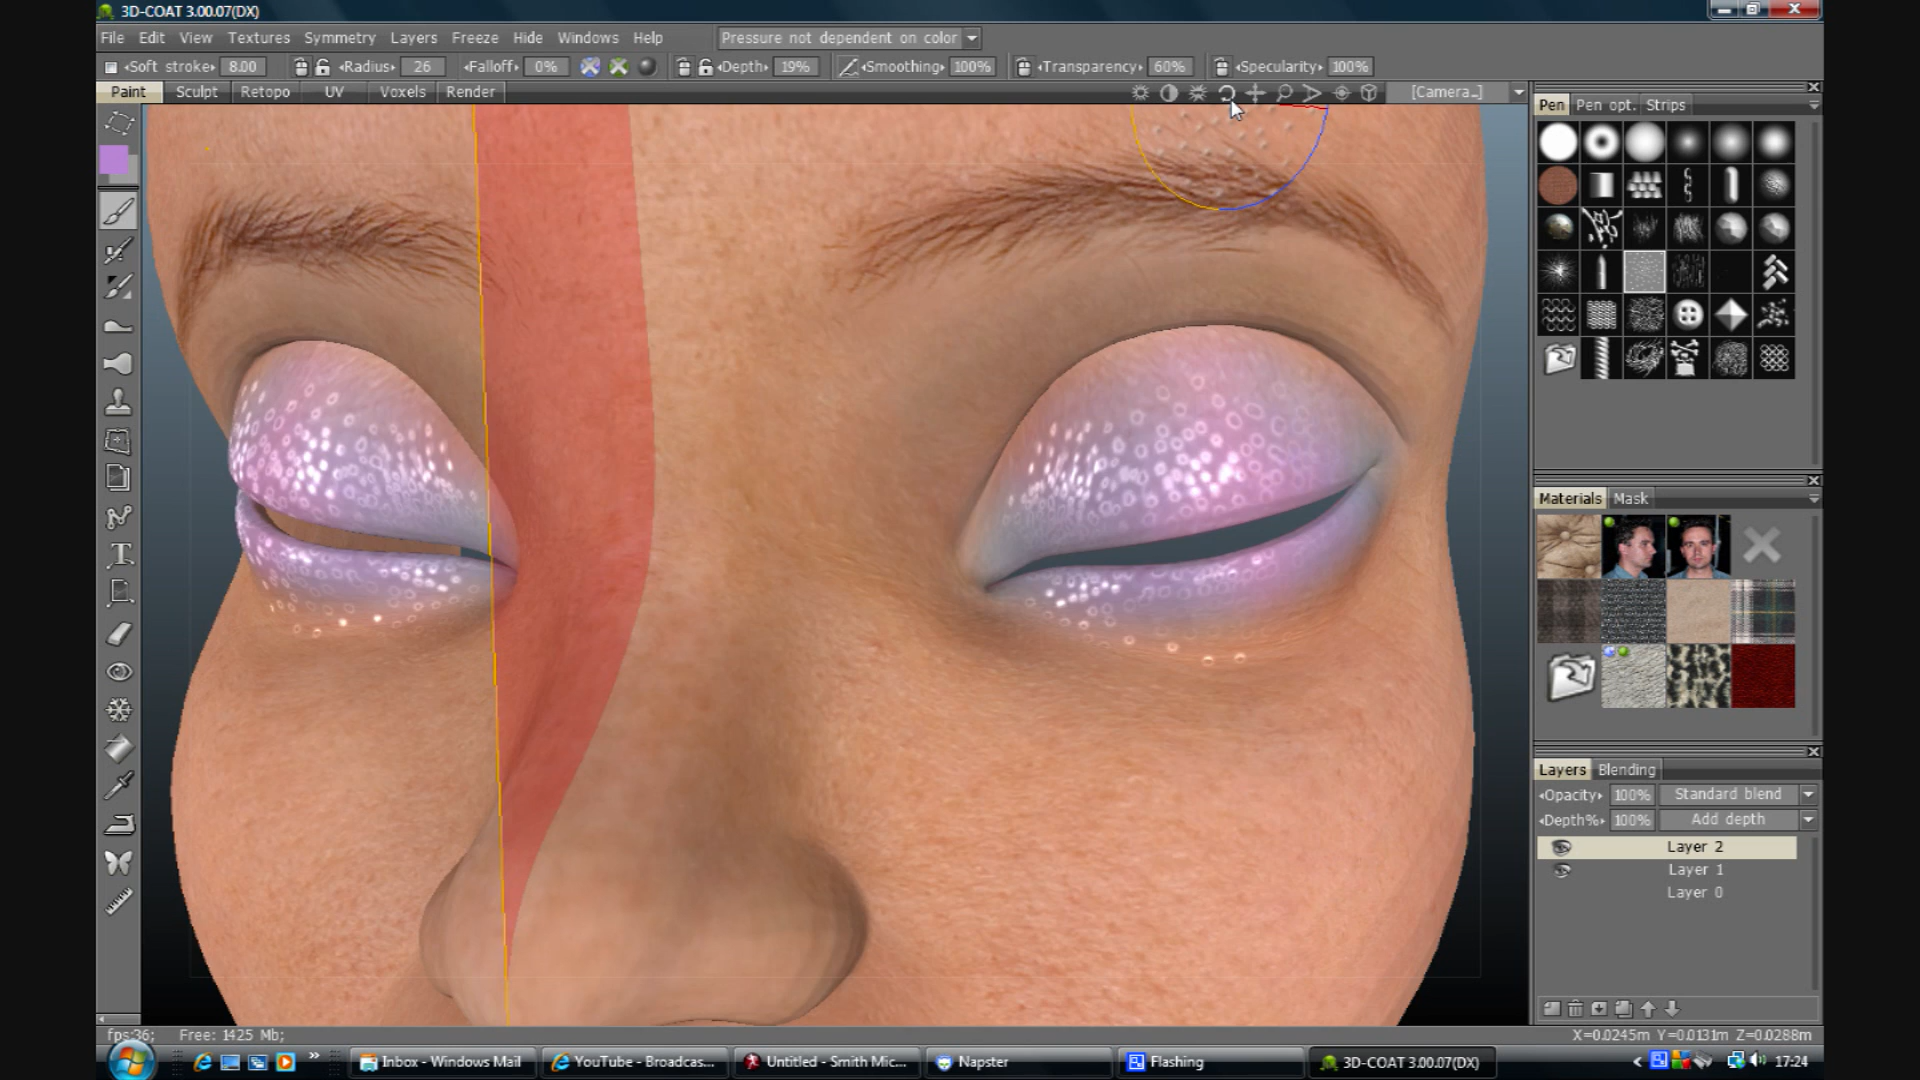 3D-COAT 3.00.07(DX)
File Edit View Textures Symmetry Layers Freeze Hide Windows Help Pressure not dependent on color
Soft stroke 8.00 Radius 26 Falloff 0% Depth 19% Smoothing 100% Transparency 60% Specularity 100%
Paint Sculpt Retopo UV Voxels Render [Camera..]
Pen Pen opt. Strips
Materials Mask
Layers Blending
Opacity 100% Standard blend
Depth% 100% Add depth
Layer 2
Layer 1
Layer 0
fps:36; Free: 1425 Mb; X=0.0245m Y=0.0131m Z=0.0288m
Inbox - Windows Mail YouTube - Broadcas... Untitled - Smith Mic... Napster Flashing 3D-COAT 3.00.07(DX) 17:24